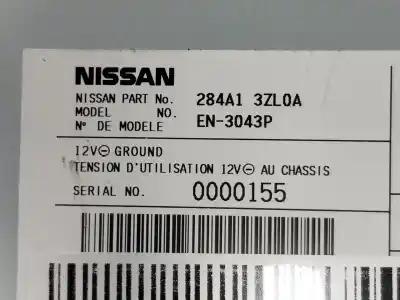 NISSAN
NISSAN PART No. 284A1 3ZL0A
MODEL NO. EN-3043P
N° DE MODELE
12V⊖ GROUND
TENSION D'UTILISATION 12V⊖ AU CHASSIS
SERIAL NO. 0000155